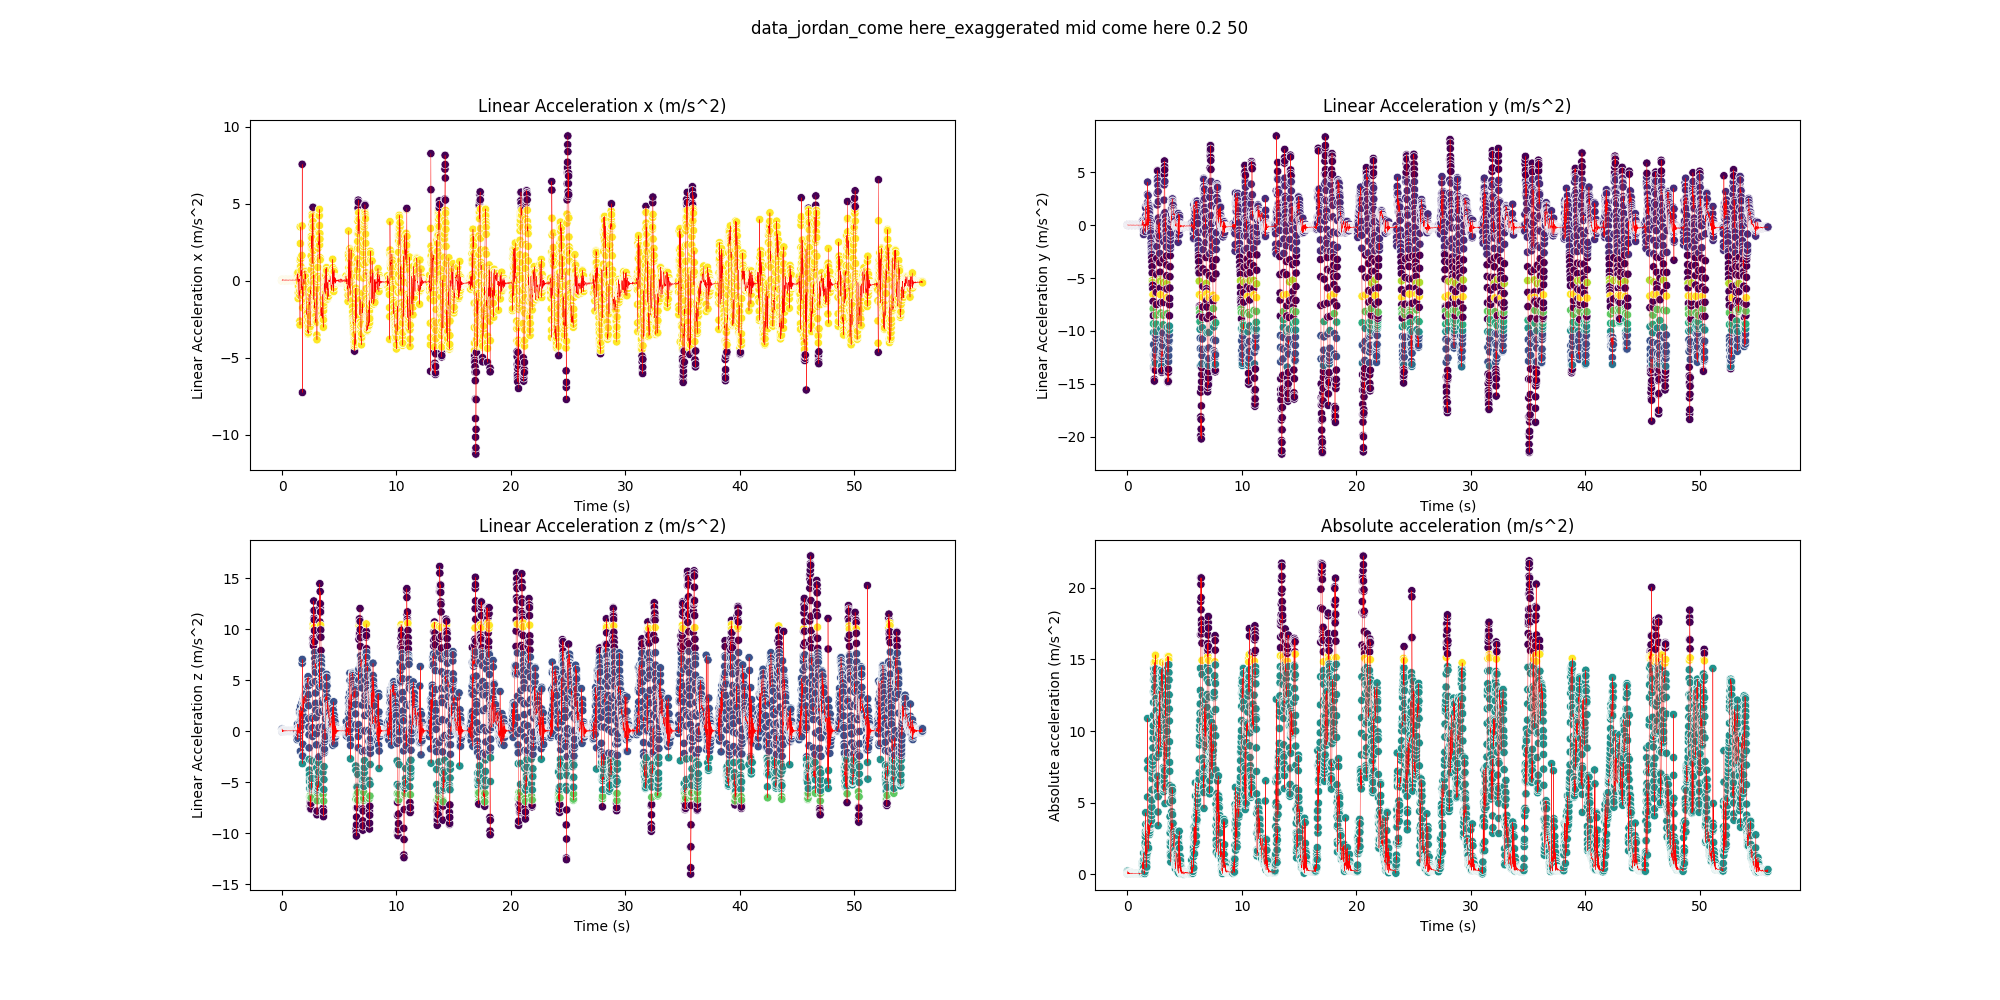 data_jordan_come here_exaggerated mid come here 0.2 50
Linear Acceleration x (m/s^2)
Linear Acceleration x (m/s^2)
10
5
0
−5
−10
0 10 20 30 40 50
Time (s)
Linear Acceleration y (m/s^2)
Linear Acceleration y (m/s^2)
5
0
−5
−10
−15
−20
0 10 20 30 40 50
Time (s)
Linear Acceleration z (m/s^2)
Linear Acceleration z (m/s^2)
15
10
5
0
−5
−10
−15
0 10 20 30 40 50
Time (s)
Absolute acceleration (m/s^2)
Absolute acceleration (m/s^2)
20
15
10
5
0
0 10 20 30 40 50
Time (s)